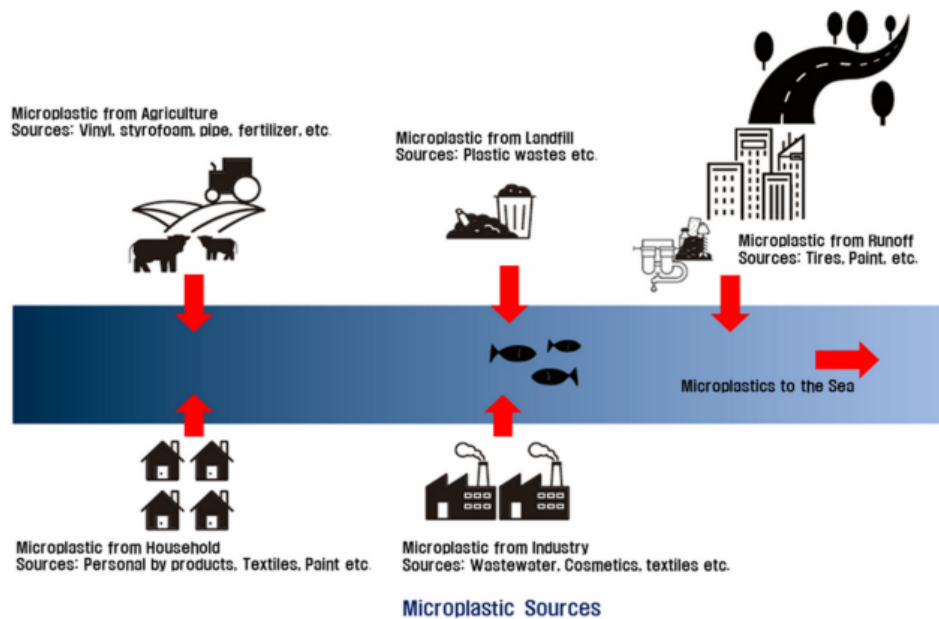 Microplastic from Agriculture
Sources: Vinyl, styrofoam, pipe, fertilizer, etc.
Microplastic from Landfill
Sources: Plastic wastes etc.
Microplastic from Runoff
Sources: Tires, Paint, etc.
Microplastics to the Sea
Microplastic from Household
Sources: Personal by products, Textiles, Paint etc.
Microplastic from Industry
Sources: Wastewater, Cosmetics, textiles etc.
Microplastic Sources